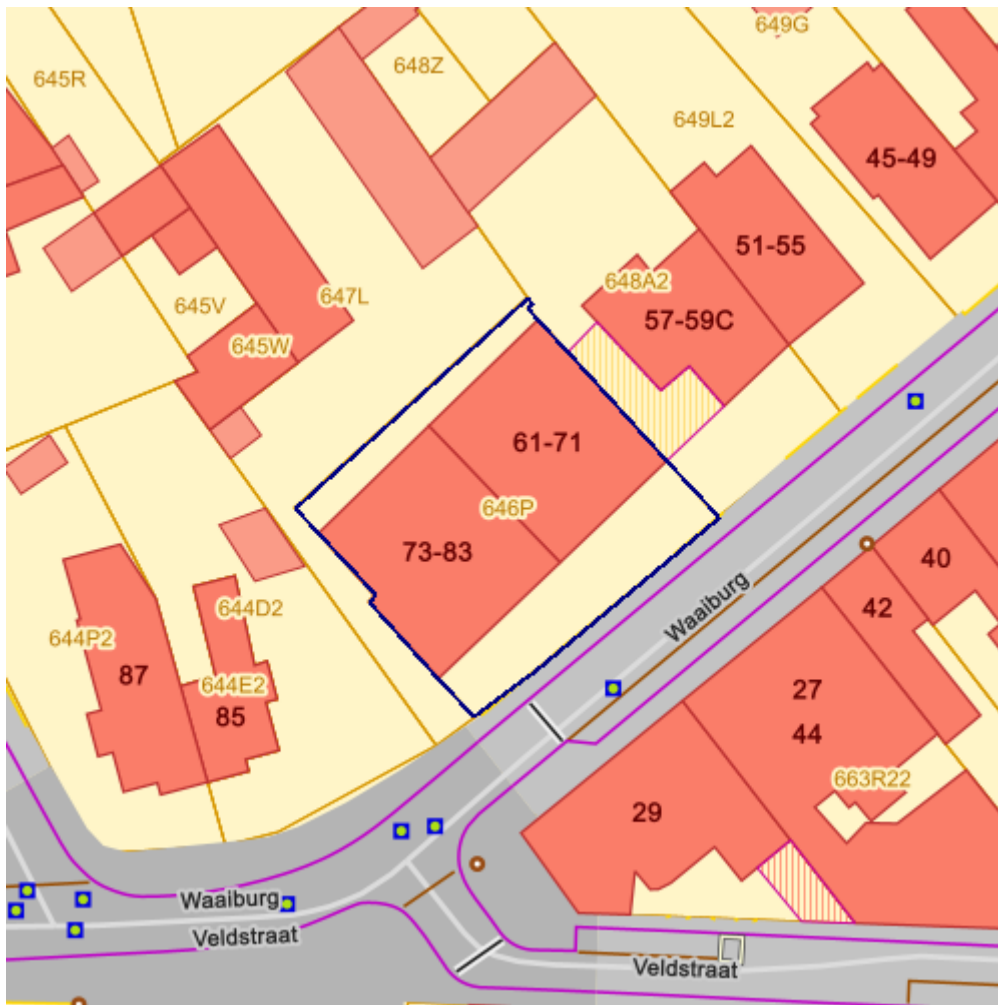 649G
645R
648Z
649L2
45-49
51-55
648A2
645V
647L
57-59C
645W
61-71
646P
73-83
40
Waaiburg
42
644D2
644P2
87
644E2
85
27
44
663R22
29
Waaiburg
Veldstraat
Veldstraat